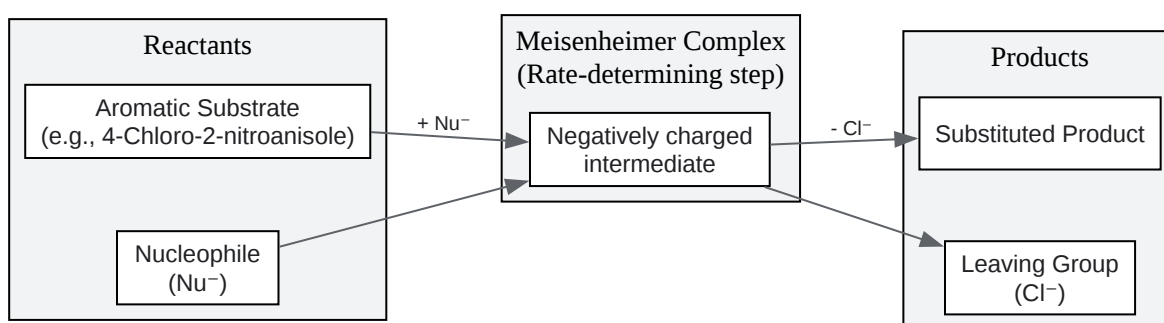 Reactants
Aromatic Substrate
(e.g., 4-Chloro-2-nitroanisole)
Nucleophile
(Nu⁻)
+ Nu⁻
Meisenheimer Complex
(Rate-determining step)
Negatively charged
intermediate
- Cl⁻
Products
Substituted Product
Leaving Group
(Cl⁻)